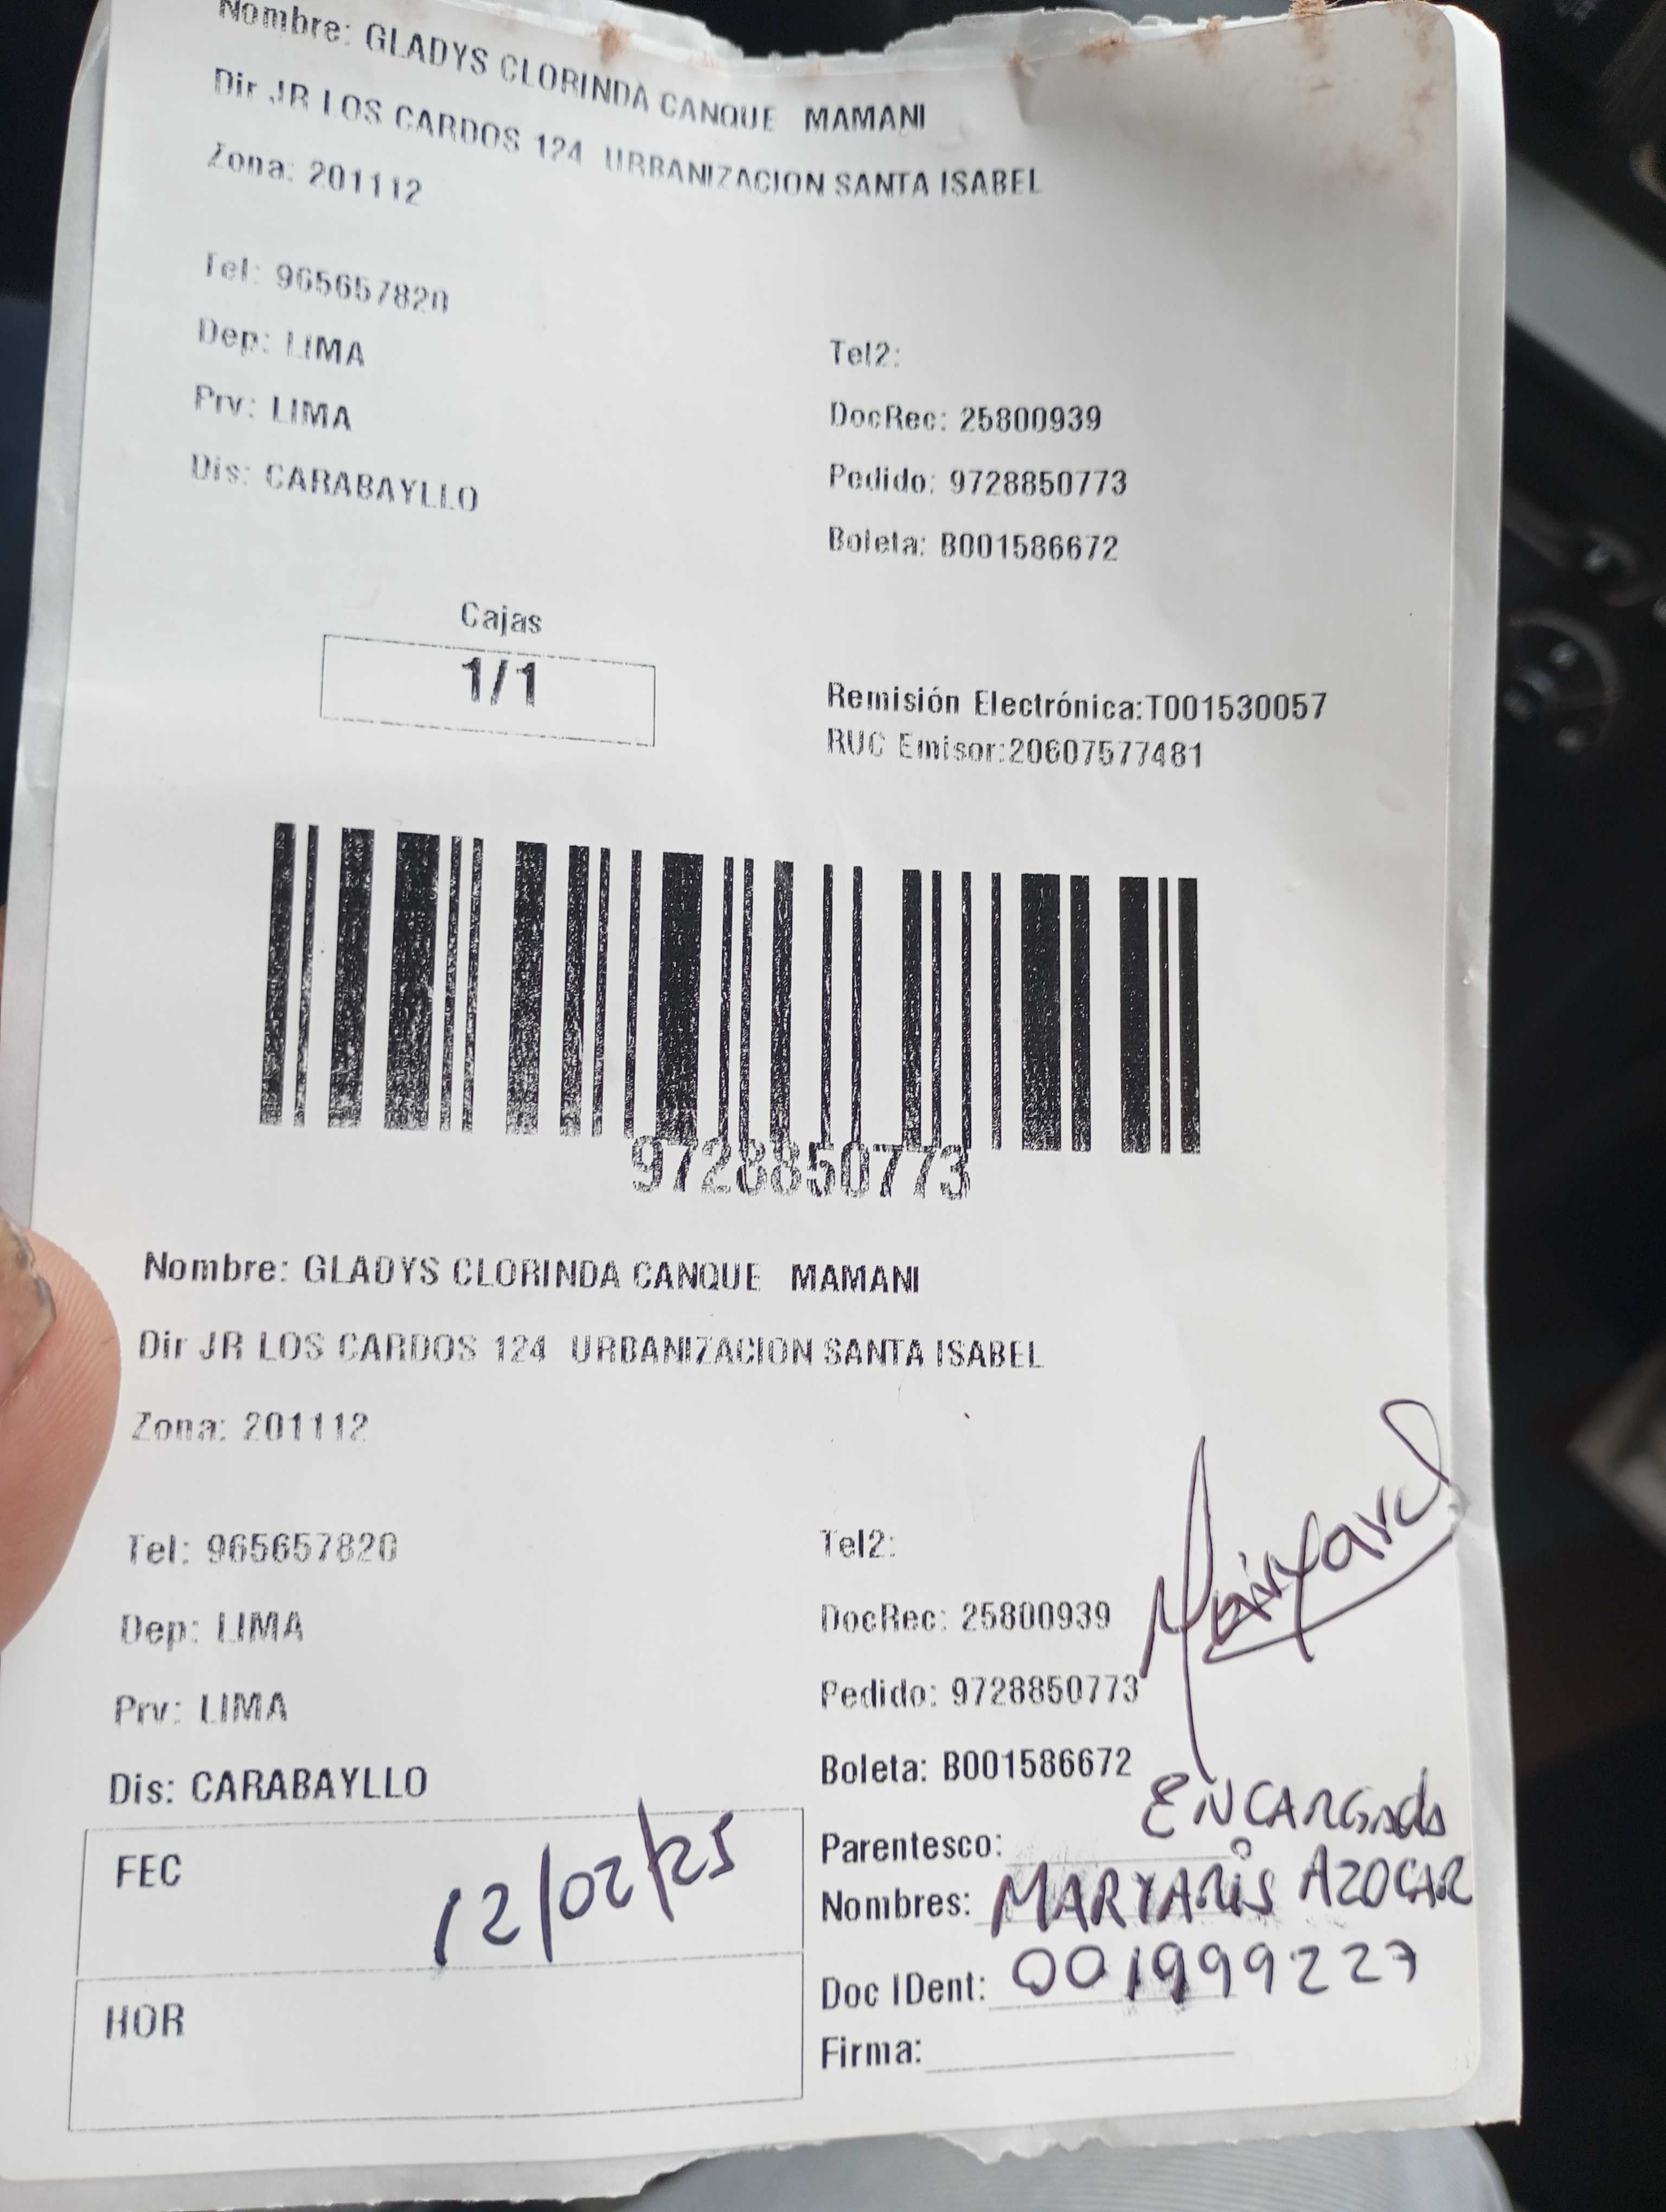 Nombre: GLADYS CLORINDA CANQUE MAMANI
Dir JR LOS CARDOS 124 URBANIZACION SANTA ISABEL
Zona: 201112
Tel: 965657820
Dep: LIMA
Tel2:
Prv: LIMA
DocRec: 25800939
Dis: CARABAYLLO
Pedido: 9728850773
Boleta: B001586672
Cajas
1/1
Remisión Electrónica:T001530057
RUC Emisor:20607577481
9728850773
Nombre: GLADYS CLORINDA CANQUE MAMANI
Dir JR LOS CARDOS 124 URBANIZACION SANTA ISABEL
Zona: 201112
Tel: 965657820
Tel2:
Dep: LIMA
DocRec: 25800939
Prv: LIMA
Pedido: 9728850773
Dis: CARABAYLLO
Boleta: B001586672
FEC 12/02/25
Parentesco: ENCARGADO
Nombres: MARYARIS AZOCAR
HOR
Doc IDent: 001999227
Firma: